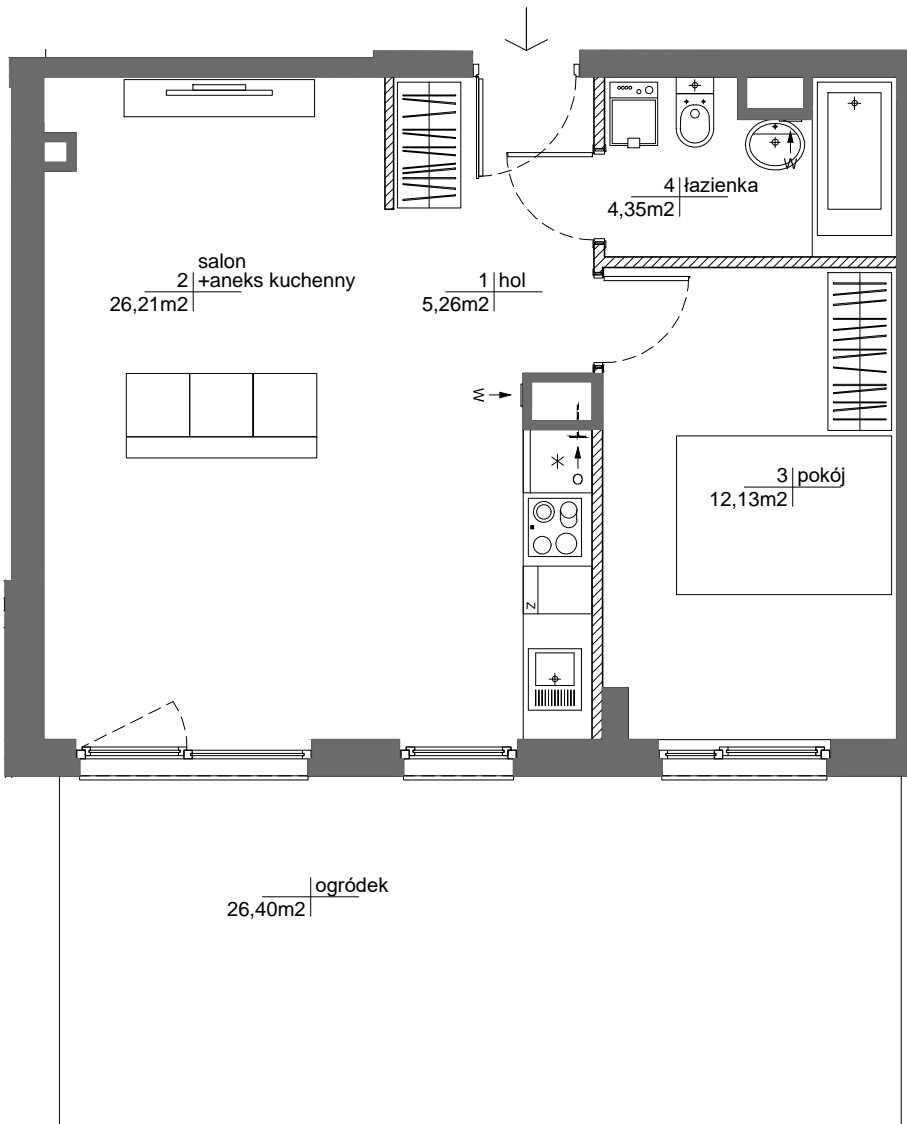 4 łazienka
4,35m2
salon
2 +aneks kuchenny
26,21m2
1 hol
5,26m2
W
W
3 pokój
12,13m2
Z
ogródek
26,40m2